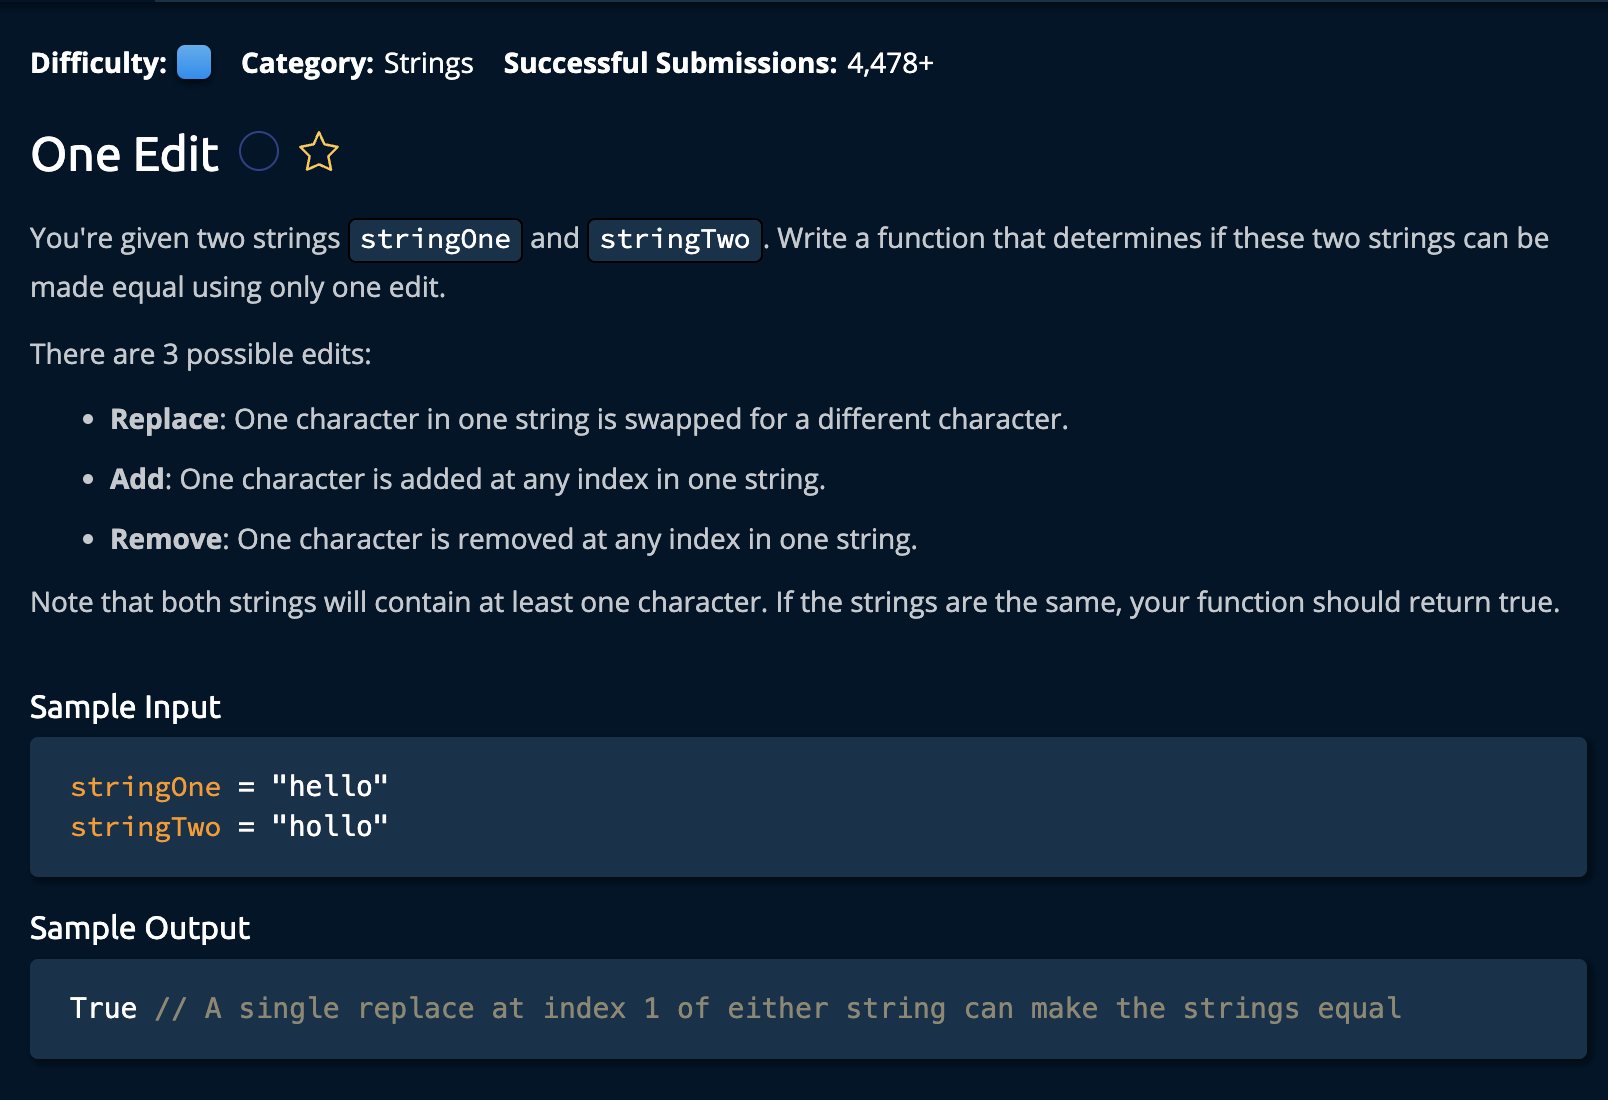 Difficulty: Category: Strings Successful Submissions: 4,478+
One Edit
You're given two strings stringOne and stringTwo. Write a function that determines if these two strings can be
made equal using only one edit.
There are 3 possible edits:
• Replace: One character in one string is swapped for a different character.
• Add: One character is added at any index in one string.
• Remove: One character is removed at any index in one string.
Note that both strings will contain at least one character. If the strings are the same, your function should return true.
Sample Input
stringOne = "hello"
stringTwo = "hollo"
Sample Output
True // A single replace at index 1 of either string can make the strings equal